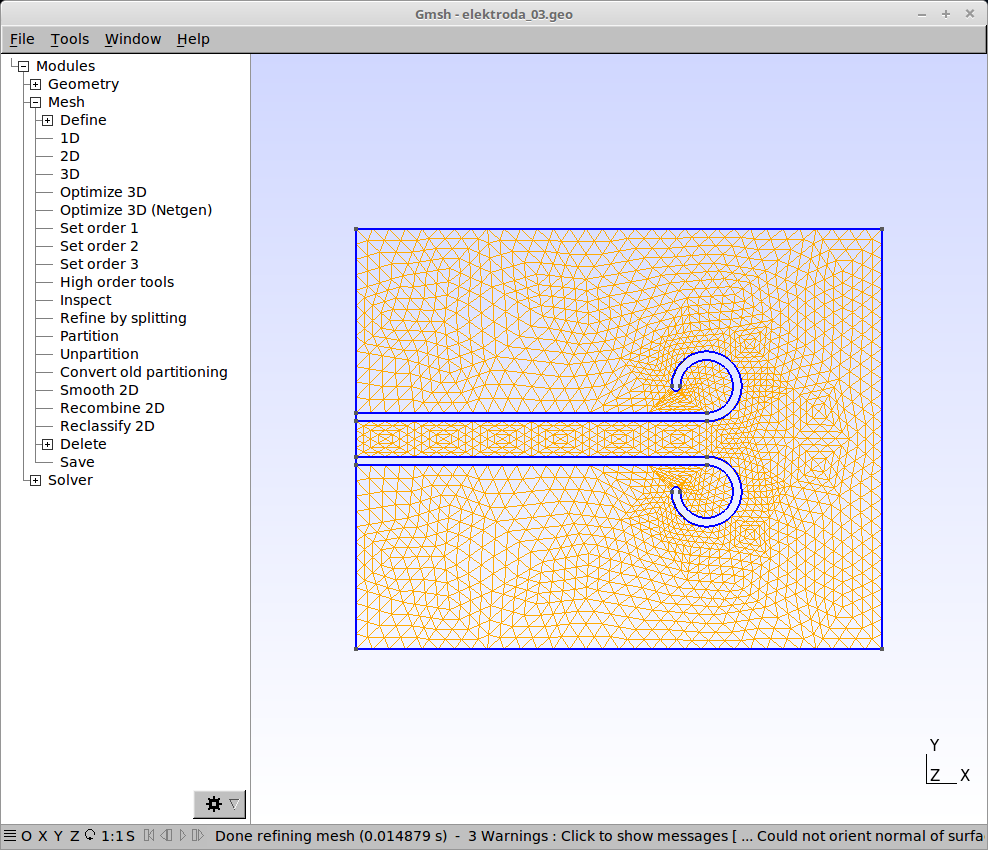 Gmsh - elektroda_03.geo
File Tools Window Help
Modules
Geometry
Mesh
Define
1D
2D
3D
Optimize 3D
Optimize 3D (Netgen)
Set order 1
Set order 2
Set order 3
High order tools
Inspect
Refine by splitting
Partition
Unpartition
Convert old partitioning
Smooth 2D
Recombine 2D
Reclassify 2D
Delete
Save
Solver
Y
Z X
O X Y Z 1:1 S Done refining mesh (0.014879 s) - 3 Warnings : Click to show messages [ ... Could not orient normal of surfa